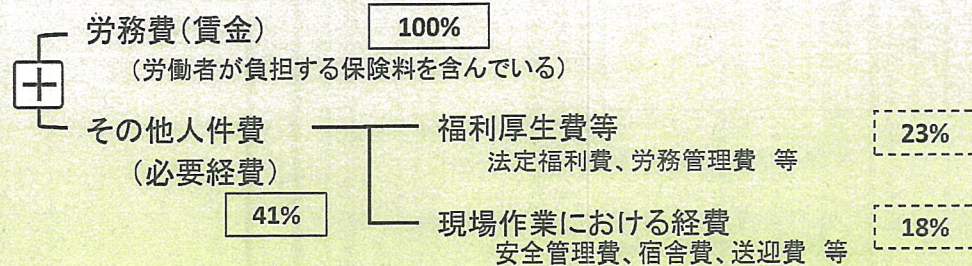 労務費(賃金) 100%
(労働者が負担する保険料を含んでいる)
+
その他人件費 福利厚生費等 23%
法定福利費、労務管理費 等
(必要経費)
41%
現場作業における経費 18%
安全管理費、宿舎費、送迎費 等